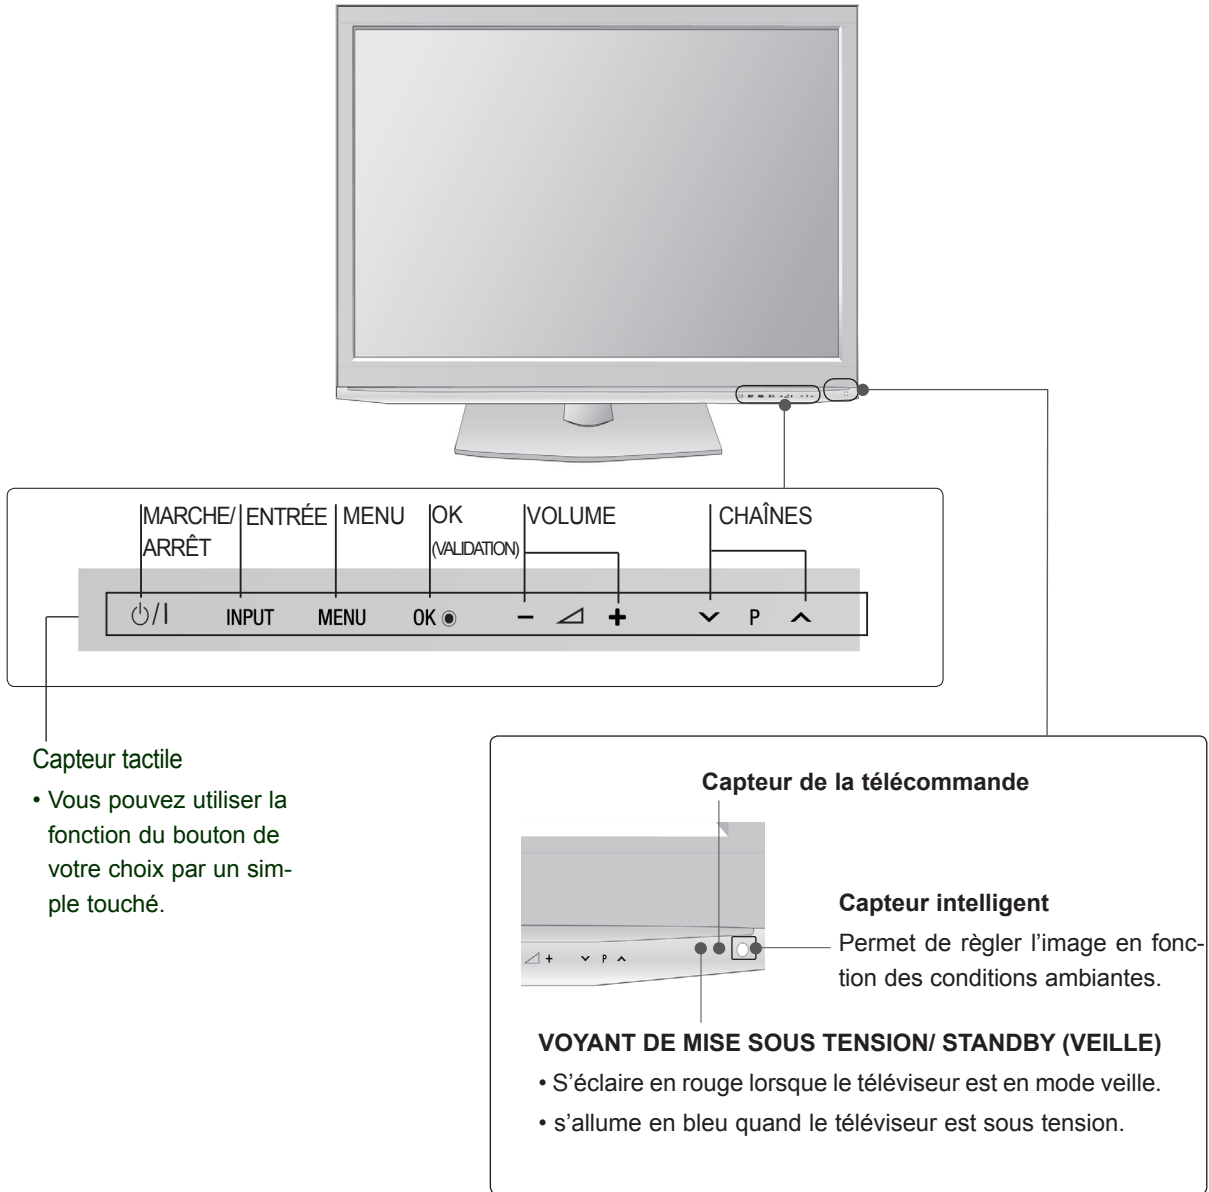 MARCHE/ ENTRÉE MENU OK VOLUME CHAÎNES
ARRÊT (VALIDATION)
⏻/I INPUT MENU OK ◉ - ◿ + ∨ P ∧
Capteur tactile
• Vous pouvez utiliser la
fonction du bouton de
votre choix par un sim-
ple touché.
Capteur de la télécommande
Capteur intelligent
Permet de règler l’image en fonc-
tion des conditions ambiantes.
◿ + ∨ P ∧
VOYANT DE MISE SOUS TENSION/ STANDBY (VEILLE)
• S’éclaire en rouge lorsque le téléviseur est en mode veille.
• s’allume en bleu quand le téléviseur est sous tension.